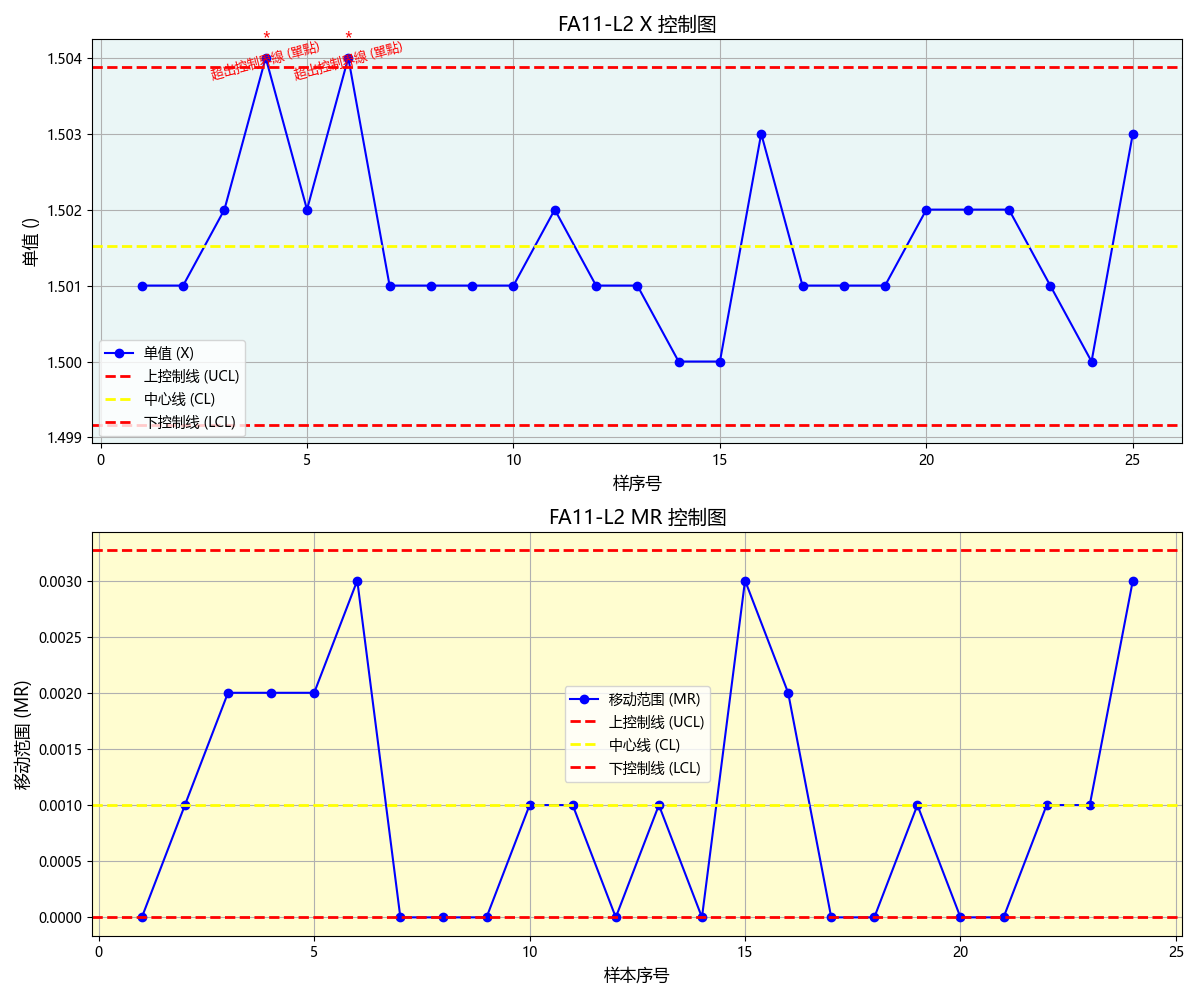 FA11-L2 X 控制图
*
*
超出控制界線 (單點)
超出控制界線 (單點)
1.504
1.503
1.502
1.501
1.500
1.499
单值 ()
单值 (X)
上控制线 (UCL)
中心线 (CL)
下控制线 (LCL)
0
5
10
15
20
25
样序号
FA11-L2 MR 控制图
0.0030
0.0025
0.0020
0.0015
0.0010
0.0005
0.0000
移动范围 (MR)
移动范围 (MR)
上控制线 (UCL)
中心线 (CL)
下控制线 (LCL)
0
5
10
15
20
25
样本序号